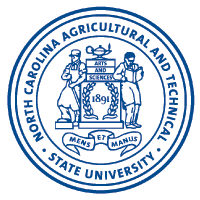 · NORTH CAROLINA AGRICULTURAL AND TECHNICAL ·
STATE UNIVERSITY
ARTS
AND
SCIENCES
1891
MENS ET MANUS